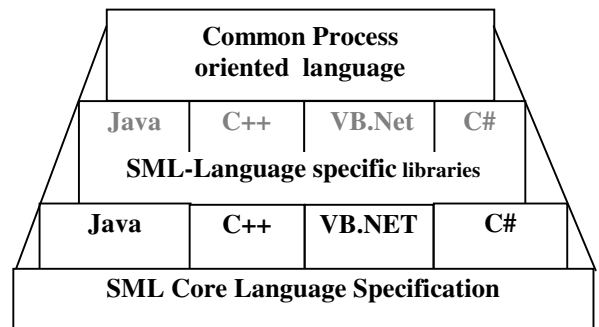 Common Process
oriented language
Java C++ VB.Net C#
SML-Language specific libraries
Java C++ VB.NET C#
SML Core Language Specification